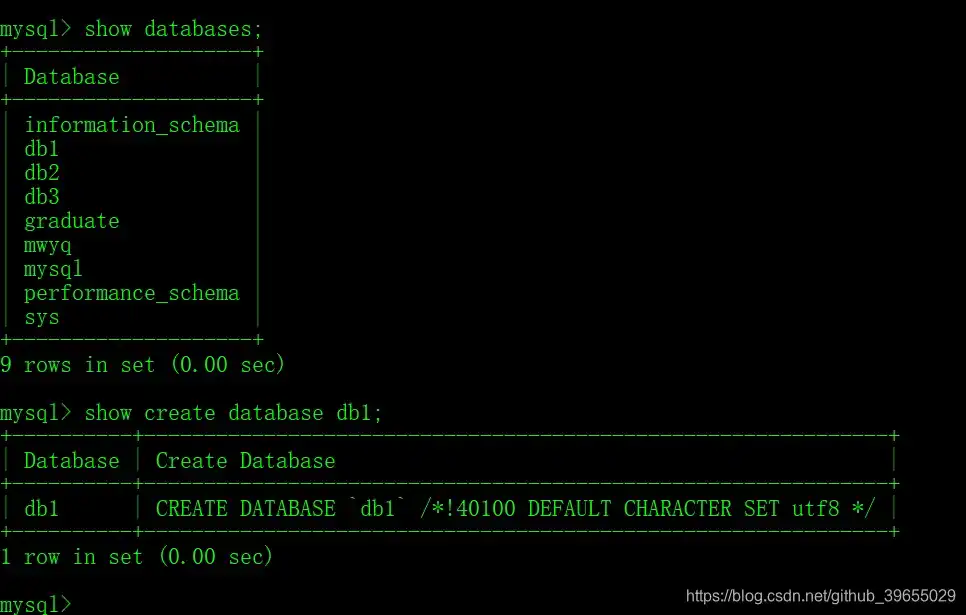 mysql> show databases;
+--------------------+
| Database           |
+--------------------+
| information_schema |
| db1                |
| db2                |
| db3                |
| graduate           |
| mwyq               |
| mysql              |
| performance_schema |
| sys                |
+--------------------+
9 rows in set (0.00 sec)
mysql> show create database db1;
+----------+--------------------------------------------------------------+
| Database | Create Database                                              |
+----------+--------------------------------------------------------------+
| db1      | CREATE DATABASE `db1` /*!40100 DEFAULT CHARACTER SET utf8 */ |
+----------+--------------------------------------------------------------+
1 row in set (0.00 sec)
mysql>
https://blog.csdn.net/github_39655029